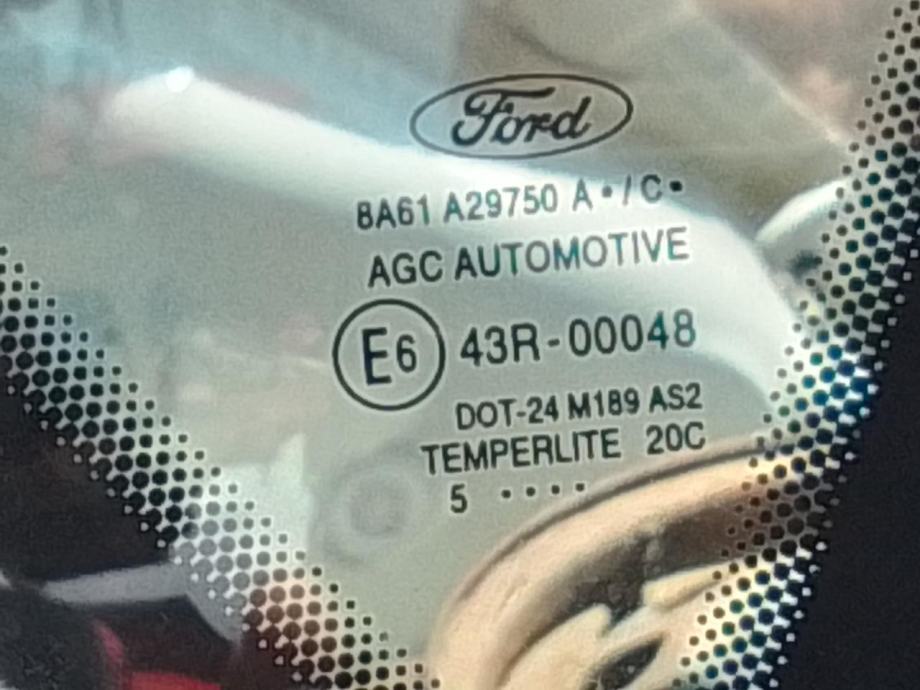 Ford
8A61 A29750 A•/C•
AGC AUTOMOTIVE
E6 43R-00048
DOT-24 M189 AS2
TEMPERLITE 20C
5 ••••